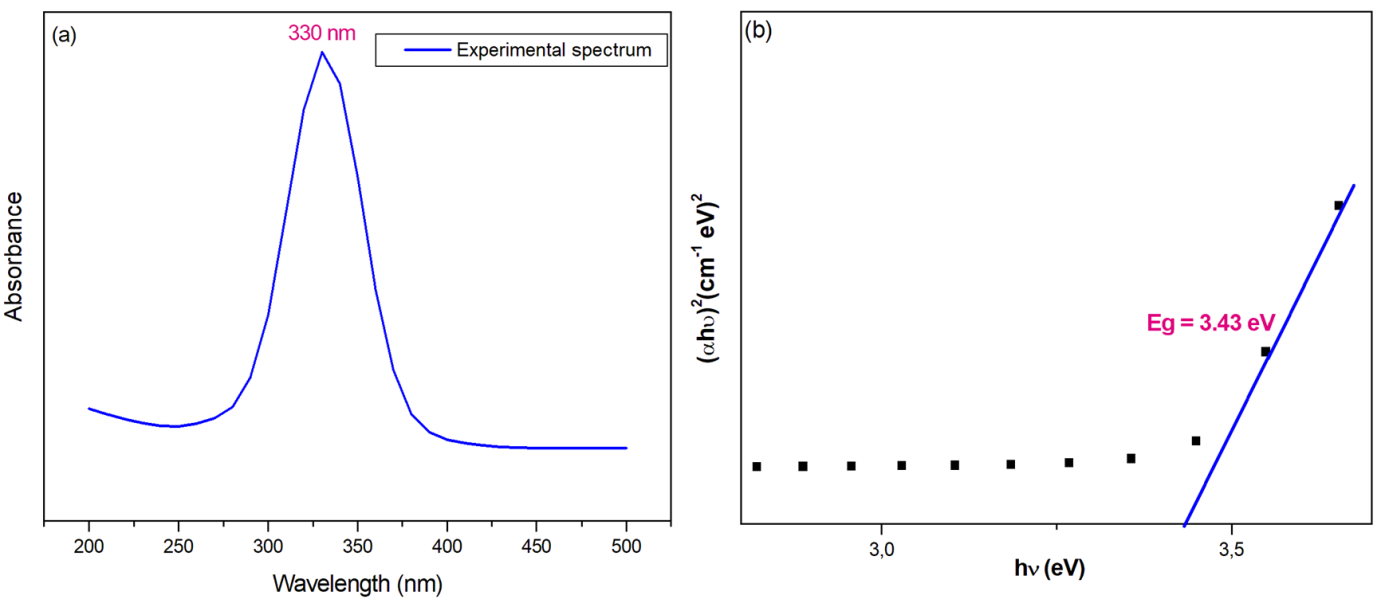 (a)
330 nm
Experimental spectrum
Absorbance
200 250 300 350 400 450 500
Wavelength (nm)
(b)
(αhυ)²(cm⁻¹ eV)²
Eg = 3.43 eV
3,0 3,5
hν (eV)